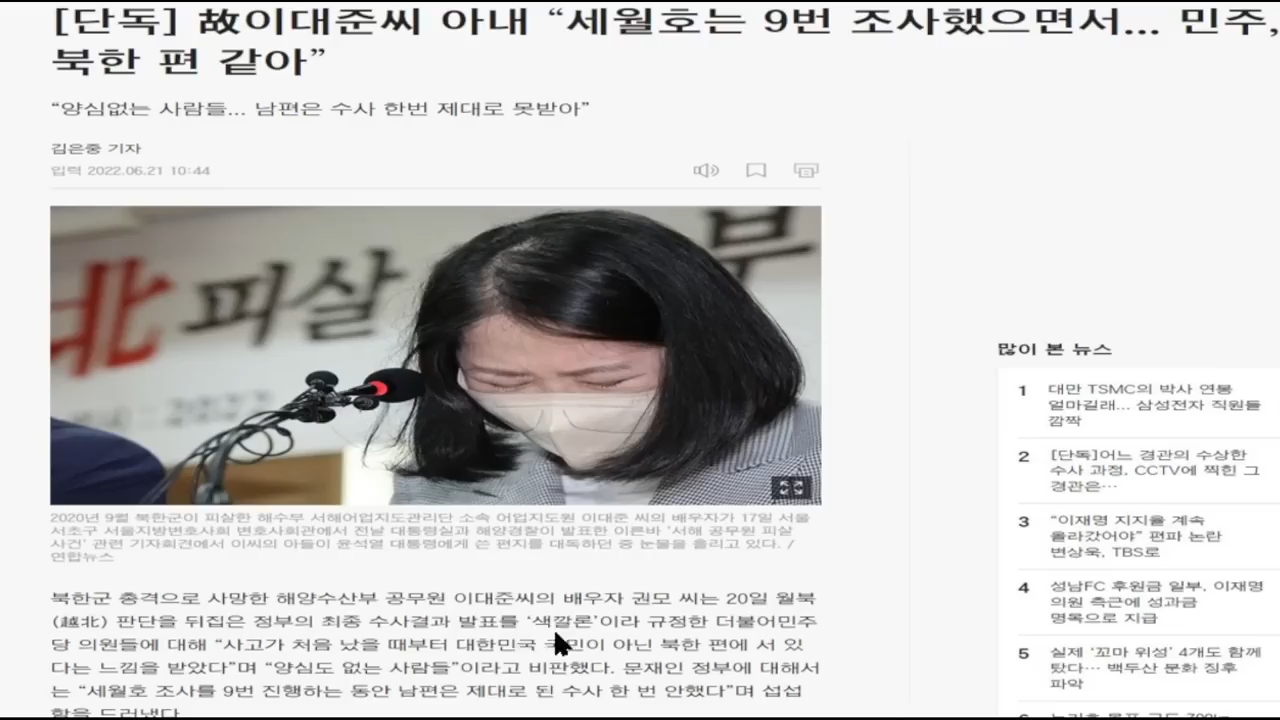 [단독] 故이대준씨 아내 “세월호는 9번 조사했으면서... 민주,
북한 편 같아”
“양심없는 사람들... 남편은 수사 한번 제대로 못받아”
김은중 기자
입력 2022.06.21 10:44
北 피살 부
2020년 9월 북한군이 피살한 해수부 서해어업지도관리단 소속 어업지도원 이대준 씨의 배우자가 17일 서울
서초구 서울지방변호사회 변호사회관에서 전날 대통령실과 해양경찰이 발표한 이른바 '서해 공무원 피살
사건' 관련 기자회견에서 이씨의 아들이 윤석열 대통령에게 쓴 편지를 대독하던 중 눈물을 흘리고 있다. /
연합뉴스
북한군 총격으로 사망한 해양수산부 공무원 이대준씨의 배우자 권모 씨는 20일 월북
(越北) 판단을 뒤집은 정부의 최종 수사결과 발표를 ‘색깔론’이라 규정한 더불어민주
당 의원들에 대해 “사고가 처음 났을 때부터 대한민국 국민이 아닌 북한 편에 서 있
다는 느낌을 받았다”며 “양심도 없는 사람들”이라고 비판했다. 문재인 정부에 대해서
는 “세월호 조사를 9번 진행하는 동안 남편은 제대로 된 수사 한 번 안했다”며 섭섭
함을 드러냈다
많이 본 뉴스
1 대만 TSMC의 박사 연봉
얼마길래... 삼성전자 직원들
깜짝
2 [단독]어느 경관의 수상한
수사 과정, CCTV에 찍힌 그
경관은…
3 “이재명 지지율 계속
올라갔어야” 편파 논란
변상욱, TBS로
4 성남FC 후원금 일부, 이재명
의원 측근에 성과금
명목으로 지급
5 실제 '꼬마 위성' 4개도 함께
탔다… 백두산 분화 징후
파악